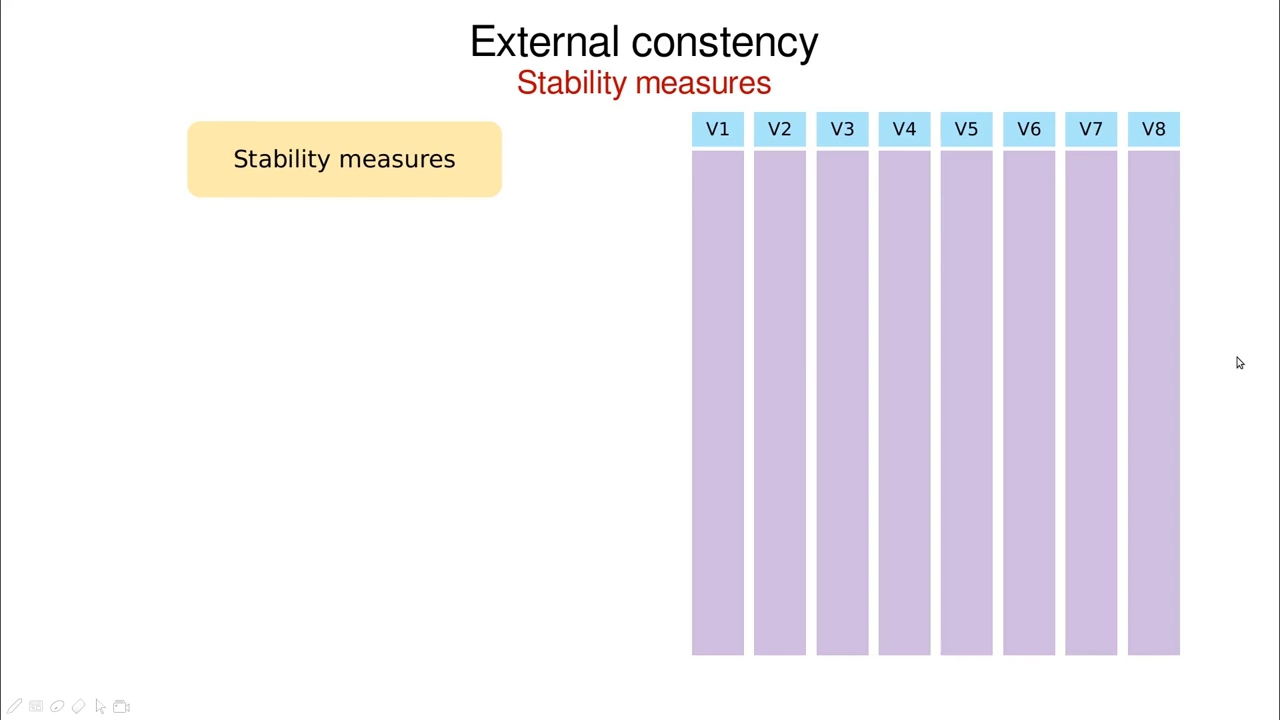 External constency
Stability measures
Stability measures
V1 V2 V3 V4 V5 V6 V7 V8